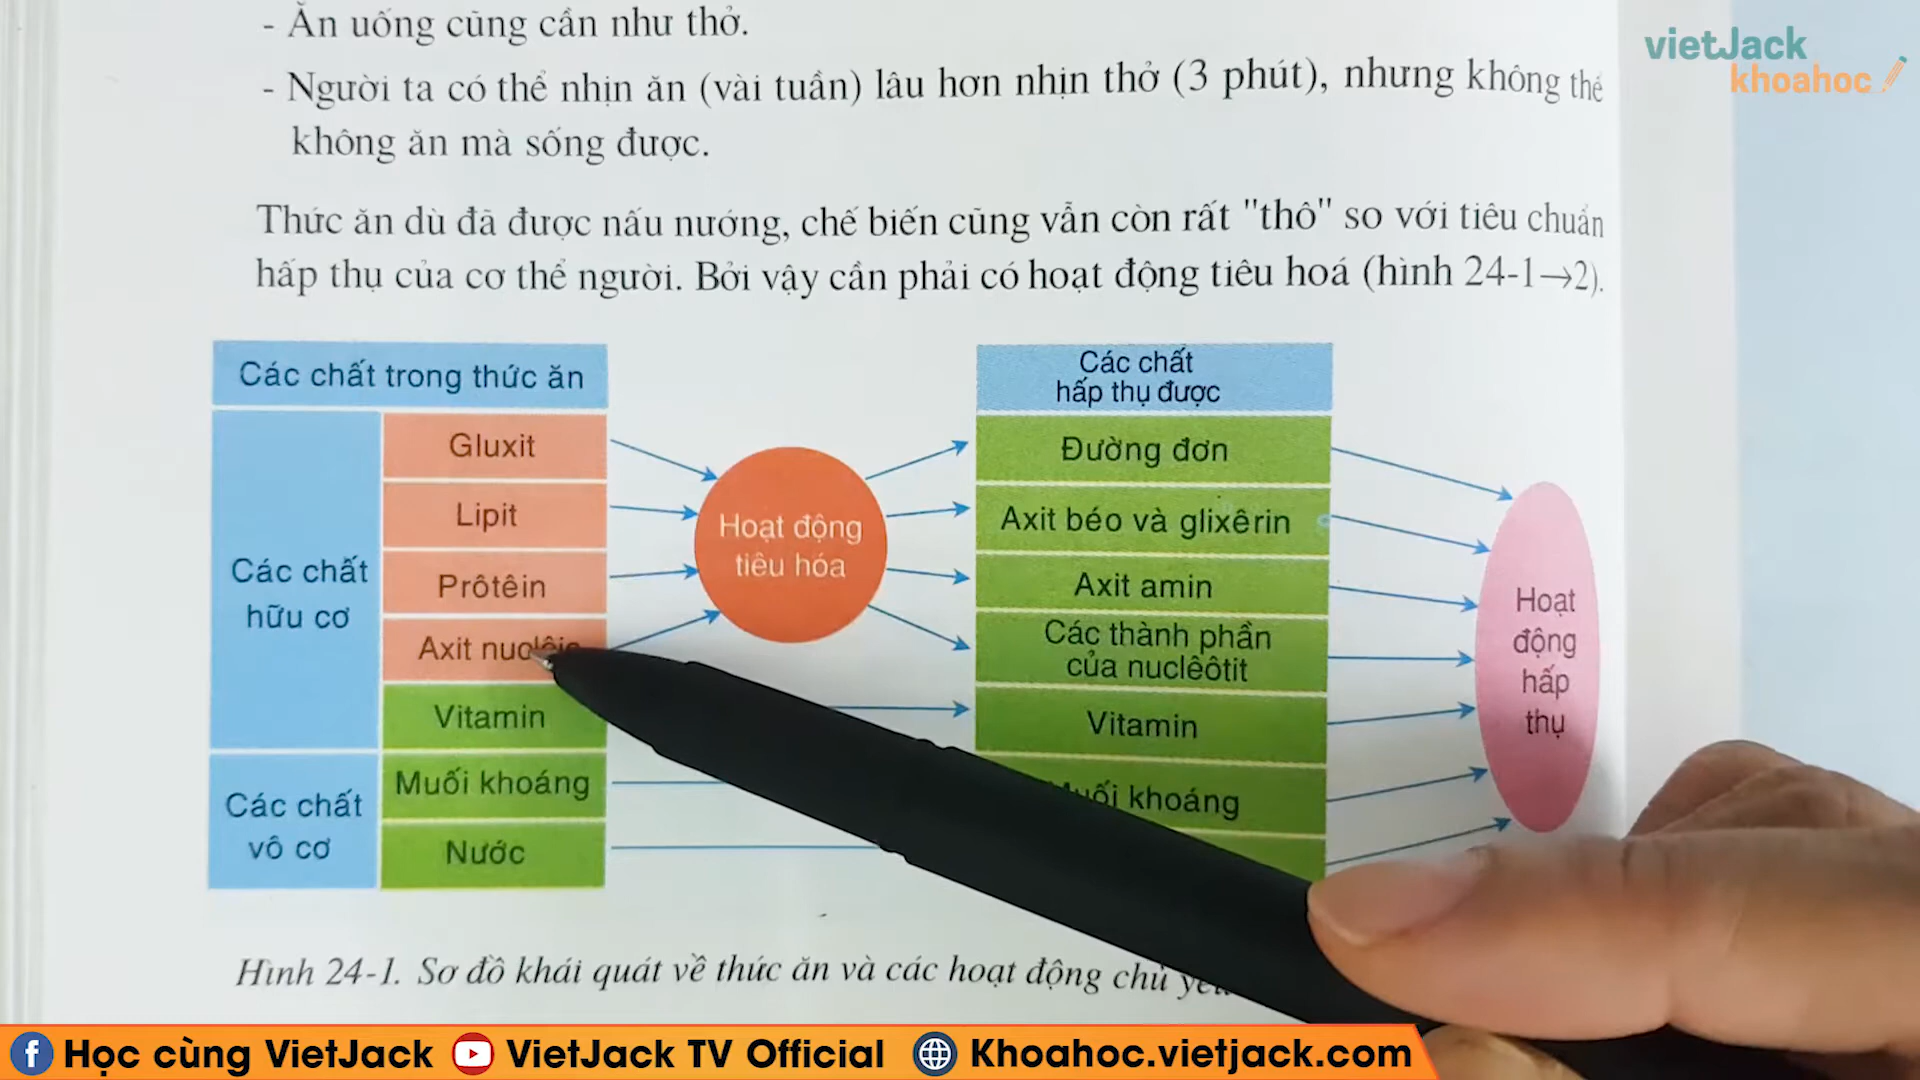 - Ăn uống cũng cần như thở.
- Người ta có thể nhịn ăn (vài tuần) lâu hơn nhịn thở (3 phút), nhưng không thể
không ăn mà sống được.
Thức ăn dù đã được nấu nướng, chế biến cũng vẫn còn rất "thô" so với tiêu chuẩn
hấp thụ của cơ thể người. Bởi vậy cần phải có hoạt động tiêu hoá (hình 24-1→2).
Các chất trong thức ăn
Các chất
hữu cơ
Gluxit
Lipit
Prôtêin
Axit
Vitamin
Các chất
vô cơ
Muối khoáng
Nước
Hoạt động
tiêu hóa
Các chất
hấp thụ được
Đường đơn
Axit béo và glixêrin
Axit amin
Các thành phần
của nuclêôtit
Vitamin
khoáng
Hoạt
động
hấp
thụ
Hình 24-1. Sơ đồ khái quát về thức ăn và các hoạt động chủ
vietJack
khoahoc
Học cùng VietJack
VietJack TV Official
Khoahoc.vietjack.com